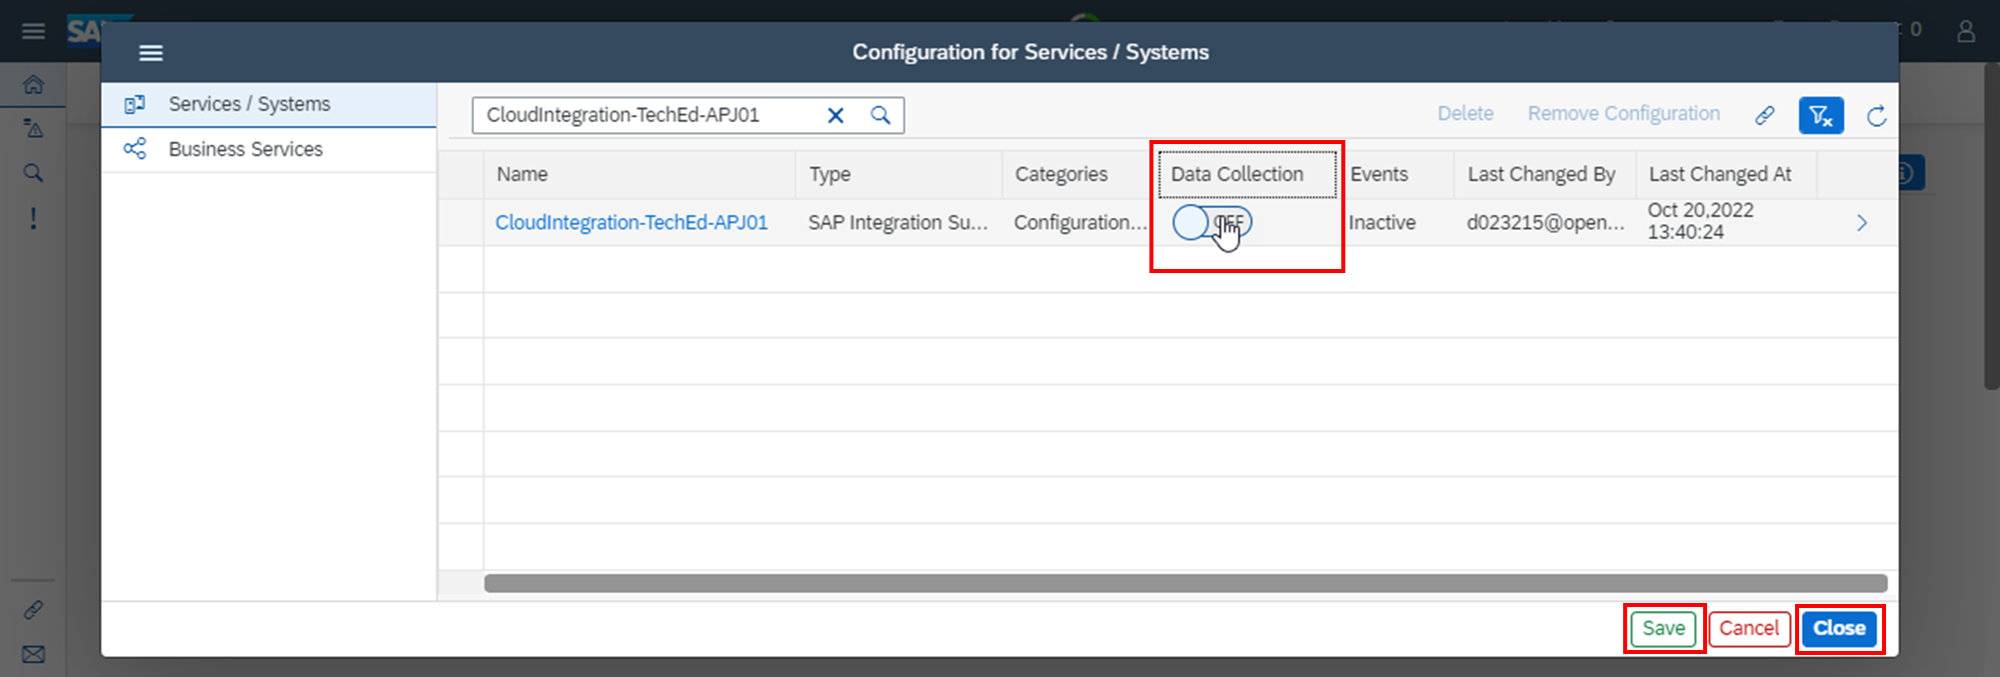 SA
0
Configuration for Services / Systems
Services / Systems
Business Services
CloudIntegration-TechEd-APJ01
Delete
Remove Configuration
Name
Type
Categories
Data Collection
Events
Last Changed By
Last Changed At
CloudIntegration-TechEd-APJ01
SAP Integration Su...
Configuration...
OFF
Inactive
d023215@open...
Oct 20,2022
13:40:24
Save
Cancel
Close